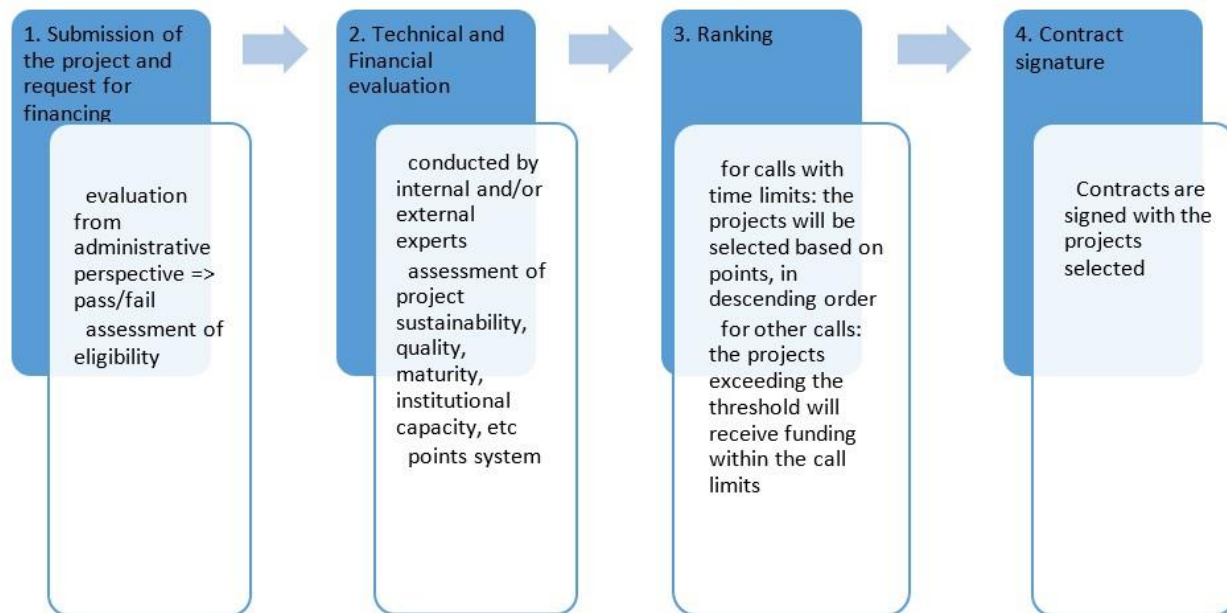 1. Submission of
the project and
request for
financing
evaluation
from
administrative
perspective =>
pass/fail
assessment of
eligibility
2. Technical and
Financial
evaluation
conducted by
internal and/or
external
experts
assessment of
project
sustainability,
quality,
maturity,
institutional
capacity, etc
points system
3. Ranking
for calls with
time limits: the
projects will be
selected based on
points, in
descending order
for other calls:
the projects
exceeding the
threshold will
receive funding
within the call
limits
4. Contract
signature
Contracts are
signed with the
projects
selected